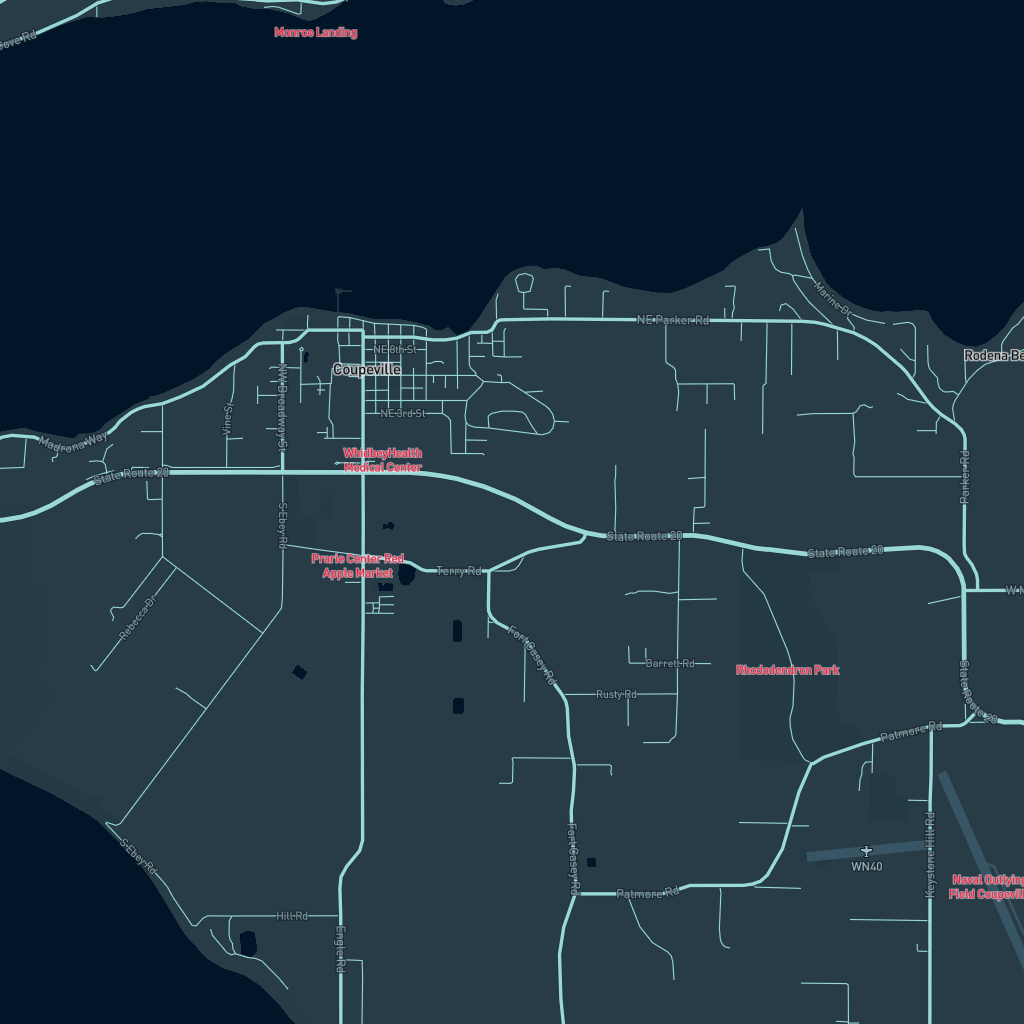 Monroe Landing
Cove Rd
Marine Dr
NE Parker Rd
NE 8th St
Rodena Be
Coupeville
NW Broadway St
Vine St
NE 3rd St
Madrona Way
WhidbeyHealth
Medical Center
State Route 20
Parker Rd
S Ebey Rd
State Route 20
State Route 20
Prarie Center Red
Apple Market
Terry Rd
W M
Rebecca Dr
Fort Casey Rd
Barrett Rd
Rhododendron Park
Rusty Rd
State Route 20
Patmore Rd
S Ebey Rd
Fort Casey Rd
Keystone Hill Rd
WN40
Naval Outlying
Field Coupevill
Patmore Rd
Hill Rd
Engle Rd